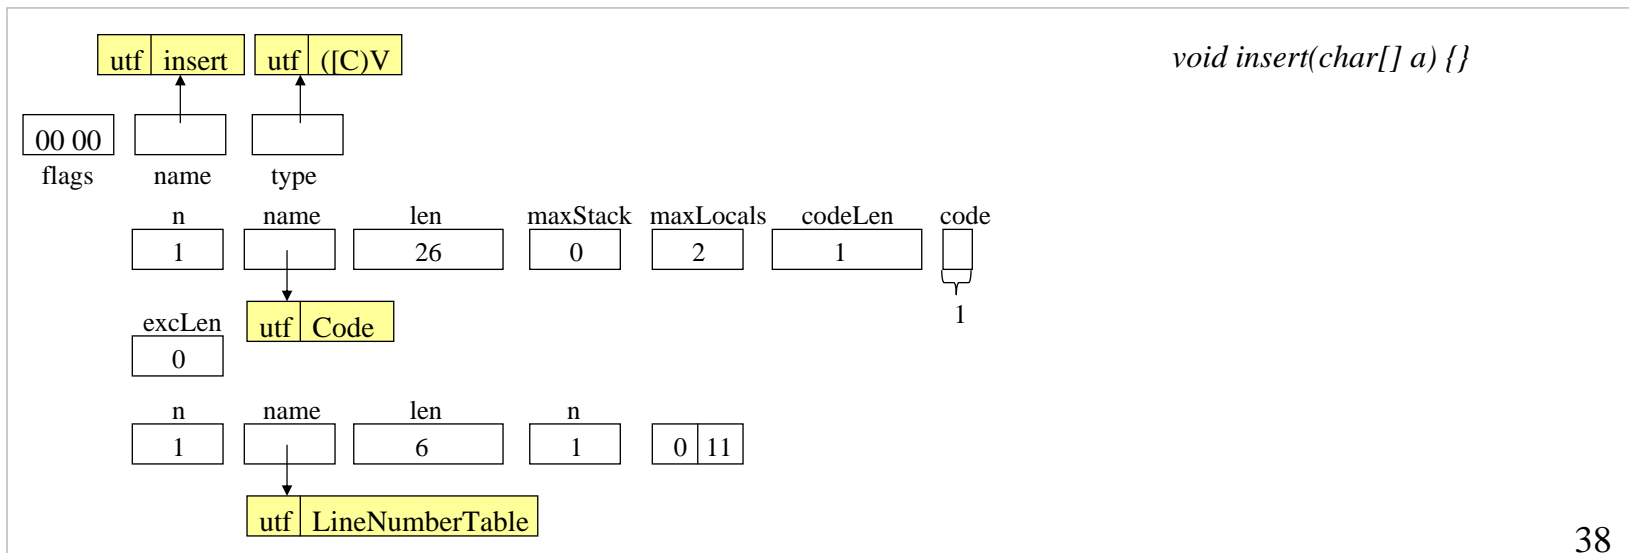 utf insert utf ([C)V void insert(char[] a) {}
00 00
flags name type
n name len maxStack maxLocals codeLen code
1 26 0 2 1
1
excLen utf Code
0
n name len n
1 6 1 0 11
utf LineNumberTable
38